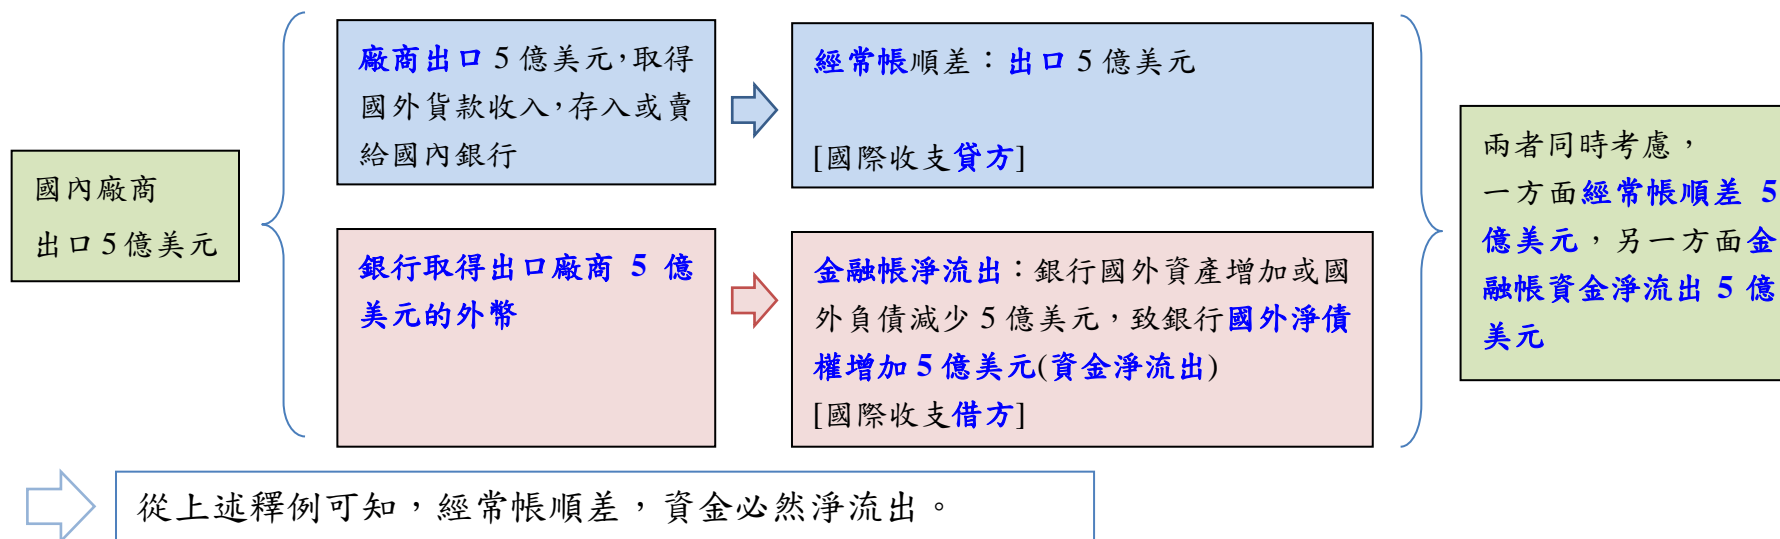 國內廠商
出口 5 億美元
廠商出口 5 億美元,取得
國外貨款收入,存入或賣
給國內銀行
經常帳順差：出口 5 億美元
[國際收支貸方]
銀行取得出口廠商 5 億
美元的外幣
金融帳淨流出：銀行國外資產增加或國
外負債減少 5 億美元，致銀行國外淨債
權增加 5 億美元(資金淨流出)
[國際收支借方]
兩者同時考慮，
一方面經常帳順差 5
億美元，另一方面金
融帳資金淨流出 5 億
美元
從上述釋例可知，經常帳順差，資金必然淨流出。